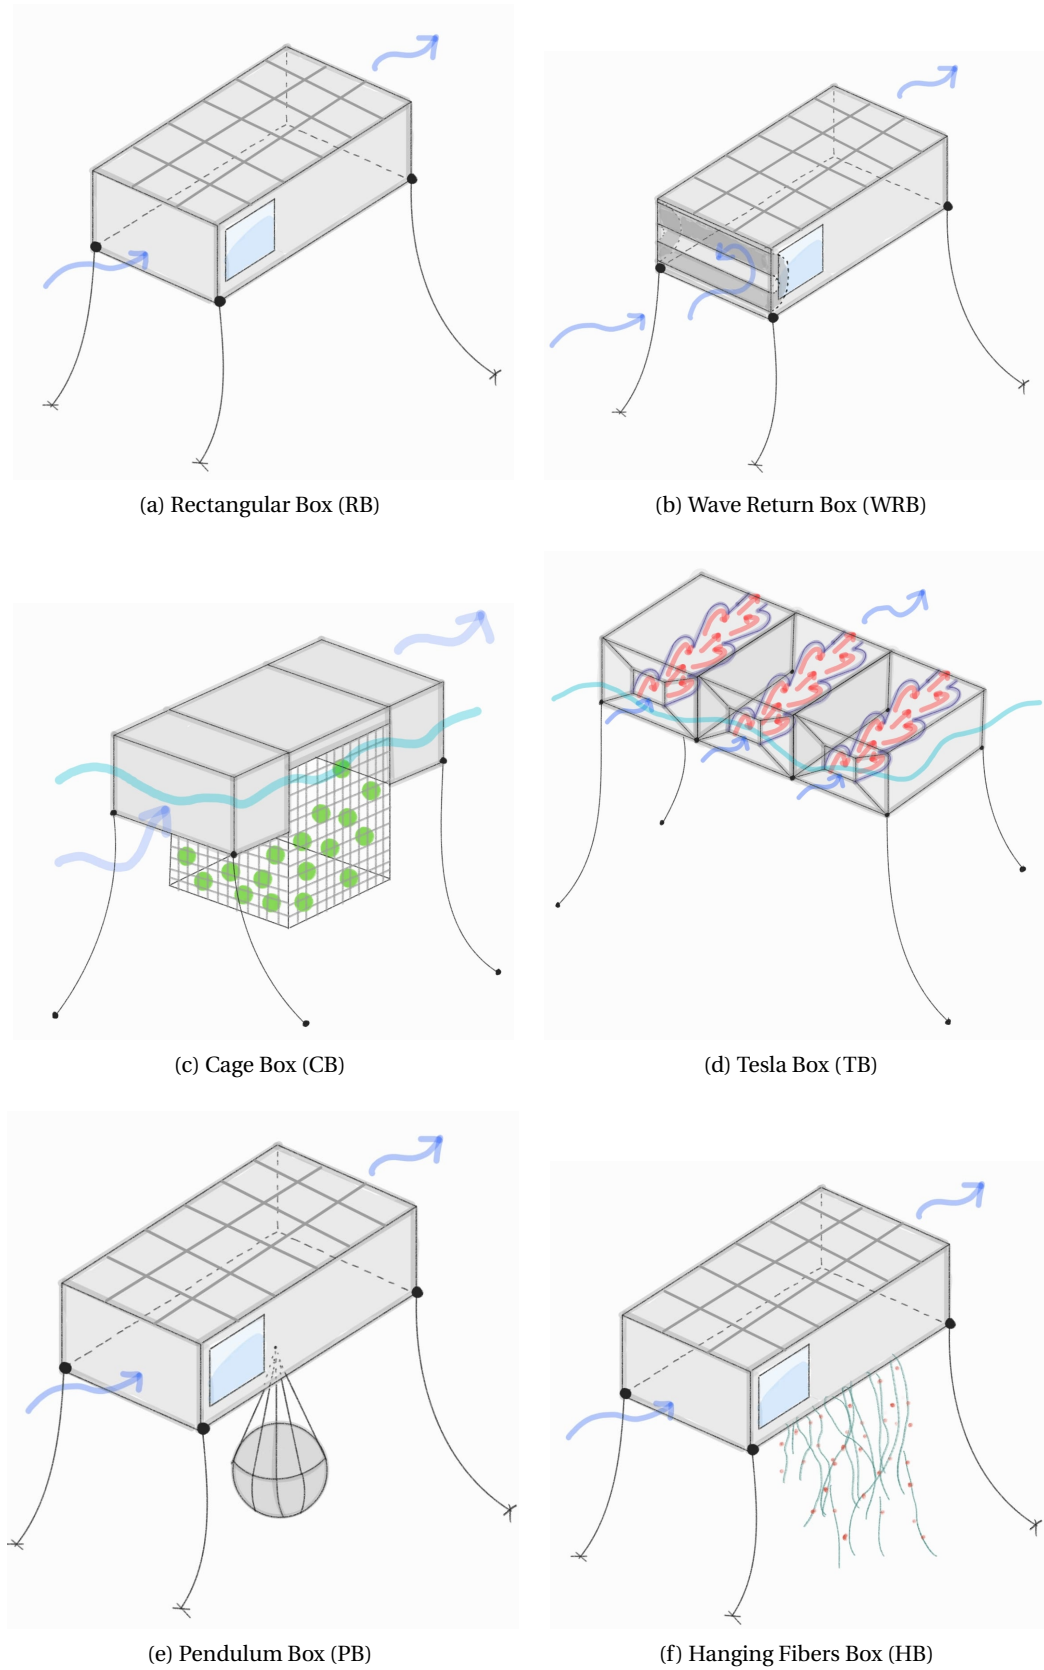 (a) Rectangular Box (RB)
(b) Wave Return Box (WRB)
(c) Cage Box (CB)
(d) Tesla Box (TB)
(e) Pendulum Box (PB)
(f) Hanging Fibers Box (HB)